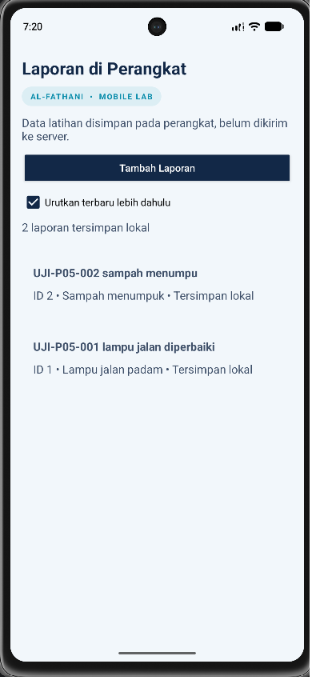 7:20
Laporan di Perangkat
AL-FATHANI • MOBILE LAB
Data latihan disimpan pada perangkat, belum dikirim
ke server.
Tambah Laporan
Urutkan terbaru lebih dahulu
2 laporan tersimpan lokal
UJI-P05-002 sampah menumpu
ID 2 • Sampah menumpuk • Tersimpan lokal
UJI-P05-001 lampu jalan diperbaiki
ID 1 • Lampu jalan padam • Tersimpan lokal